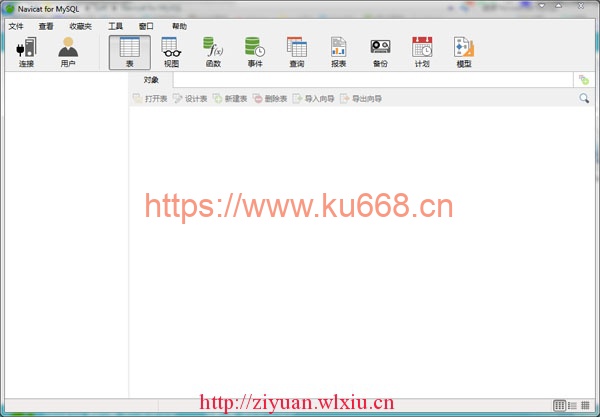 Navicat for MySQL
文件 查看 收藏夹 工具 窗口 帮助
连接 用户 表 视图 函数 事件 查询 报表 备份 计划 模型
对象
打开表 设计表 新建表 删除表 导入向导 导出向导
https://www.ku668.cn
http://ziyuan.wlxiu.cn